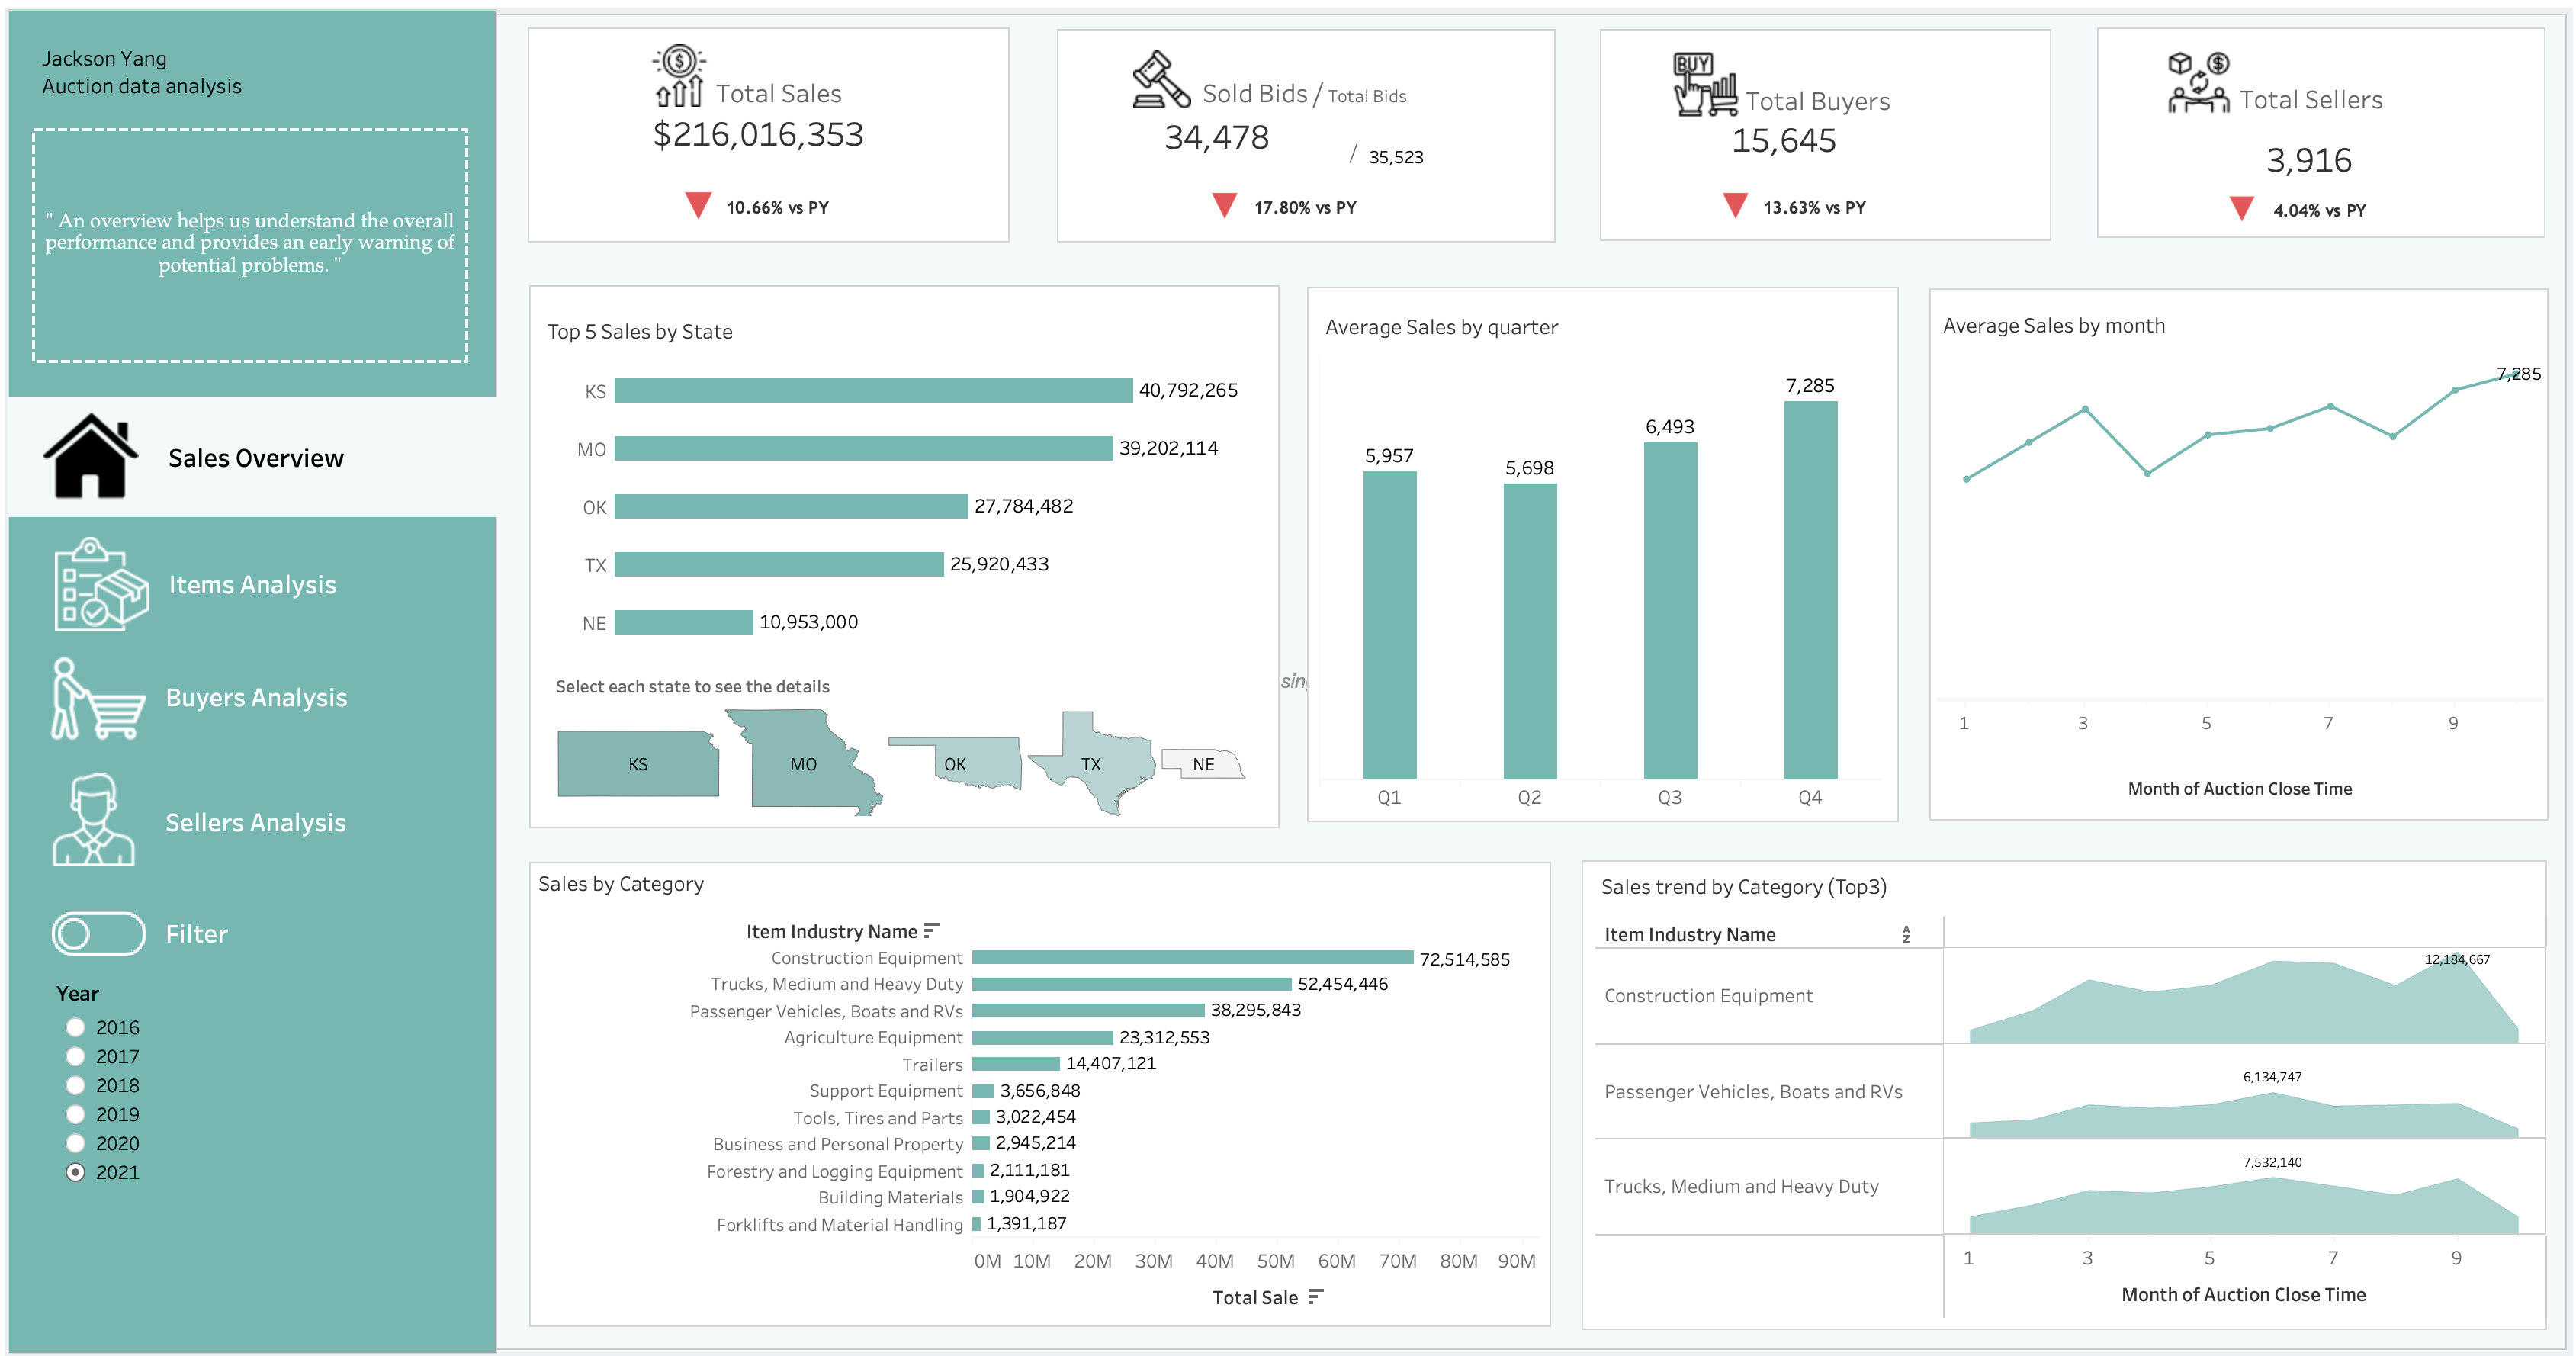 Jackson Yang
Auction data analysis
" An overview helps us understand the overall
performance and provides an early warning of
potential problems. "
Sales Overview
Items Analysis
Buyers Analysis
Sellers Analysis
Filter
Year
2016
2017
2018
2019
2020
2021
Total Sales
$216,016,353
10.66% vs PY
Sold Bids / Total Bids
34,478 / 35,523
17.80% vs PY
BUY
Total Buyers
15,645
13.63% vs PY
Total Sellers
3,916
4.04% vs PY
Top 5 Sales by State
KS 40,792,265
MO 39,202,114
OK 27,784,482
TX 25,920,433
NE 10,953,000
Select each state to see the details
KS MO OK TX NE
Average Sales by quarter
5,957 5,698 6,493 7,285
Q1 Q2 Q3 Q4
Average Sales by month
7,285
1 3 5 7 9
Month of Auction Close Time
Sales by Category
Item Industry Name
Construction Equipment 72,514,585
Trucks, Medium and Heavy Duty 52,454,446
Passenger Vehicles, Boats and RVs 38,295,843
Agriculture Equipment 23,312,553
Trailers 14,407,121
Support Equipment 3,656,848
Tools, Tires and Parts 3,022,454
Business and Personal Property 2,945,214
Forestry and Logging Equipment 2,111,181
Building Materials 1,904,922
Forklifts and Material Handling 1,391,187
0M 10M 20M 30M 40M 50M 60M 70M 80M 90M
Total Sale
Sales trend by Category (Top3)
Item Industry Name
Construction Equipment 12,184,667
Passenger Vehicles, Boats and RVs 6,134,747
Trucks, Medium and Heavy Duty 7,532,140
1 3 5 7 9
Month of Auction Close Time